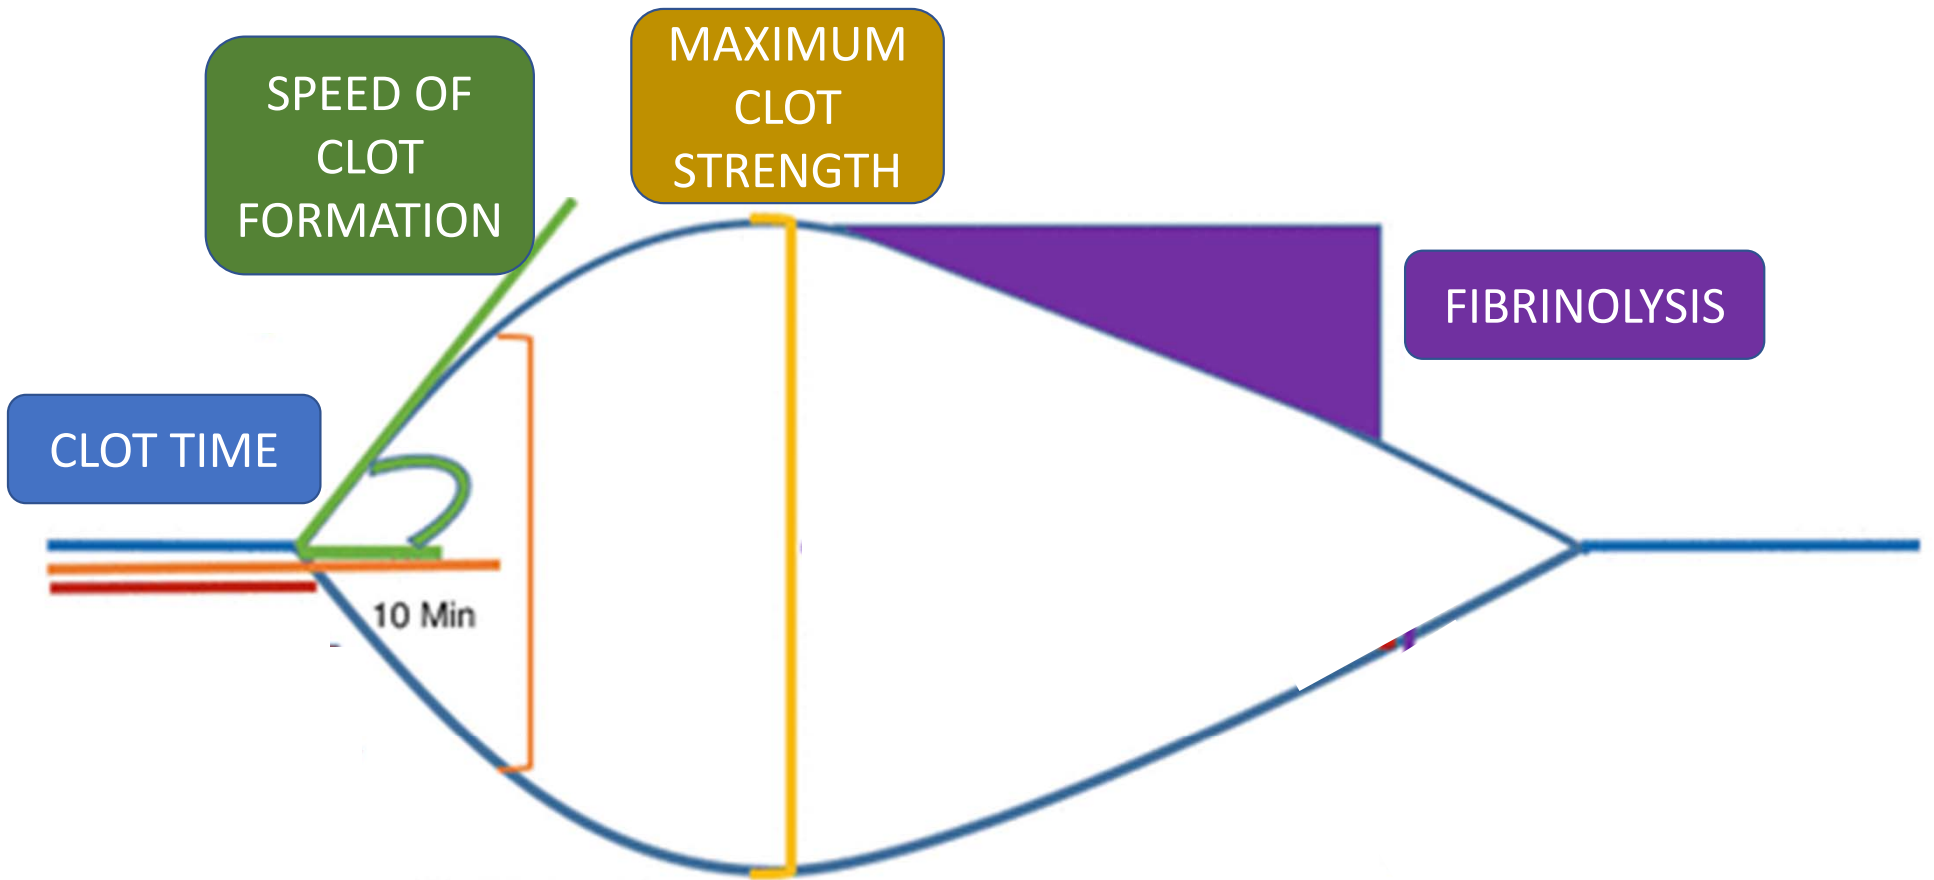 SPEED OF
CLOT
FORMATION
MAXIMUM
CLOT
STRENGTH
FIBRINOLYSIS
CLOT TIME
10 Min